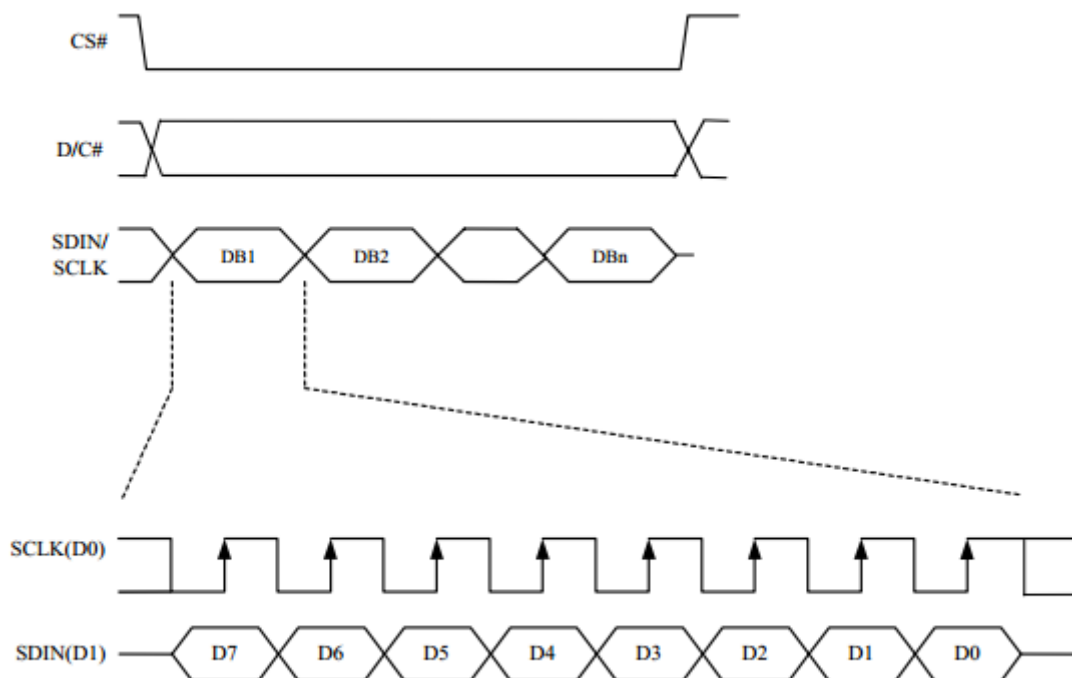 CS#
D/C#
SDIN/
SCLK
DB1 DB2 DBn
SCLK(D0)
SDIN(D1) D7 D6 D5 D4 D3 D2 D1 D0